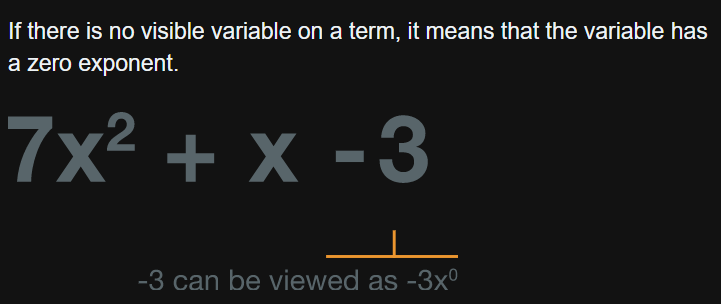 If there is no visible variable on a term, it means that the variable has
a zero exponent.
7x² + x - 3
-3 can be viewed as -3x⁰